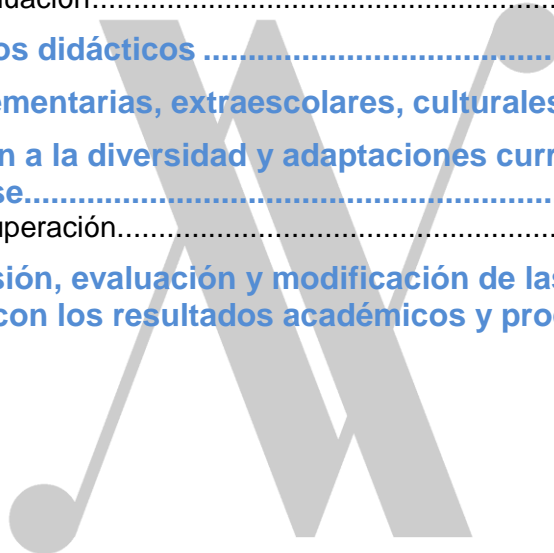 os didácticos ........................................
ementarias, extraescolares, culturales
n a la diversidad y adaptaciones curr
se............................................................
uperación..................................................
sión, evaluación y modificación de las
con los resultados académicos y pro